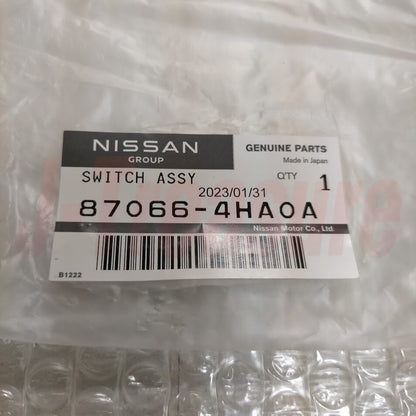 NISSAN
GROUP
GENUINE PARTS
Made in Japan
SWITCH ASSY
Q'TY 1
2023/01/31
87066-4HA0A
Nissan Motor Co., Ltd.
B1222